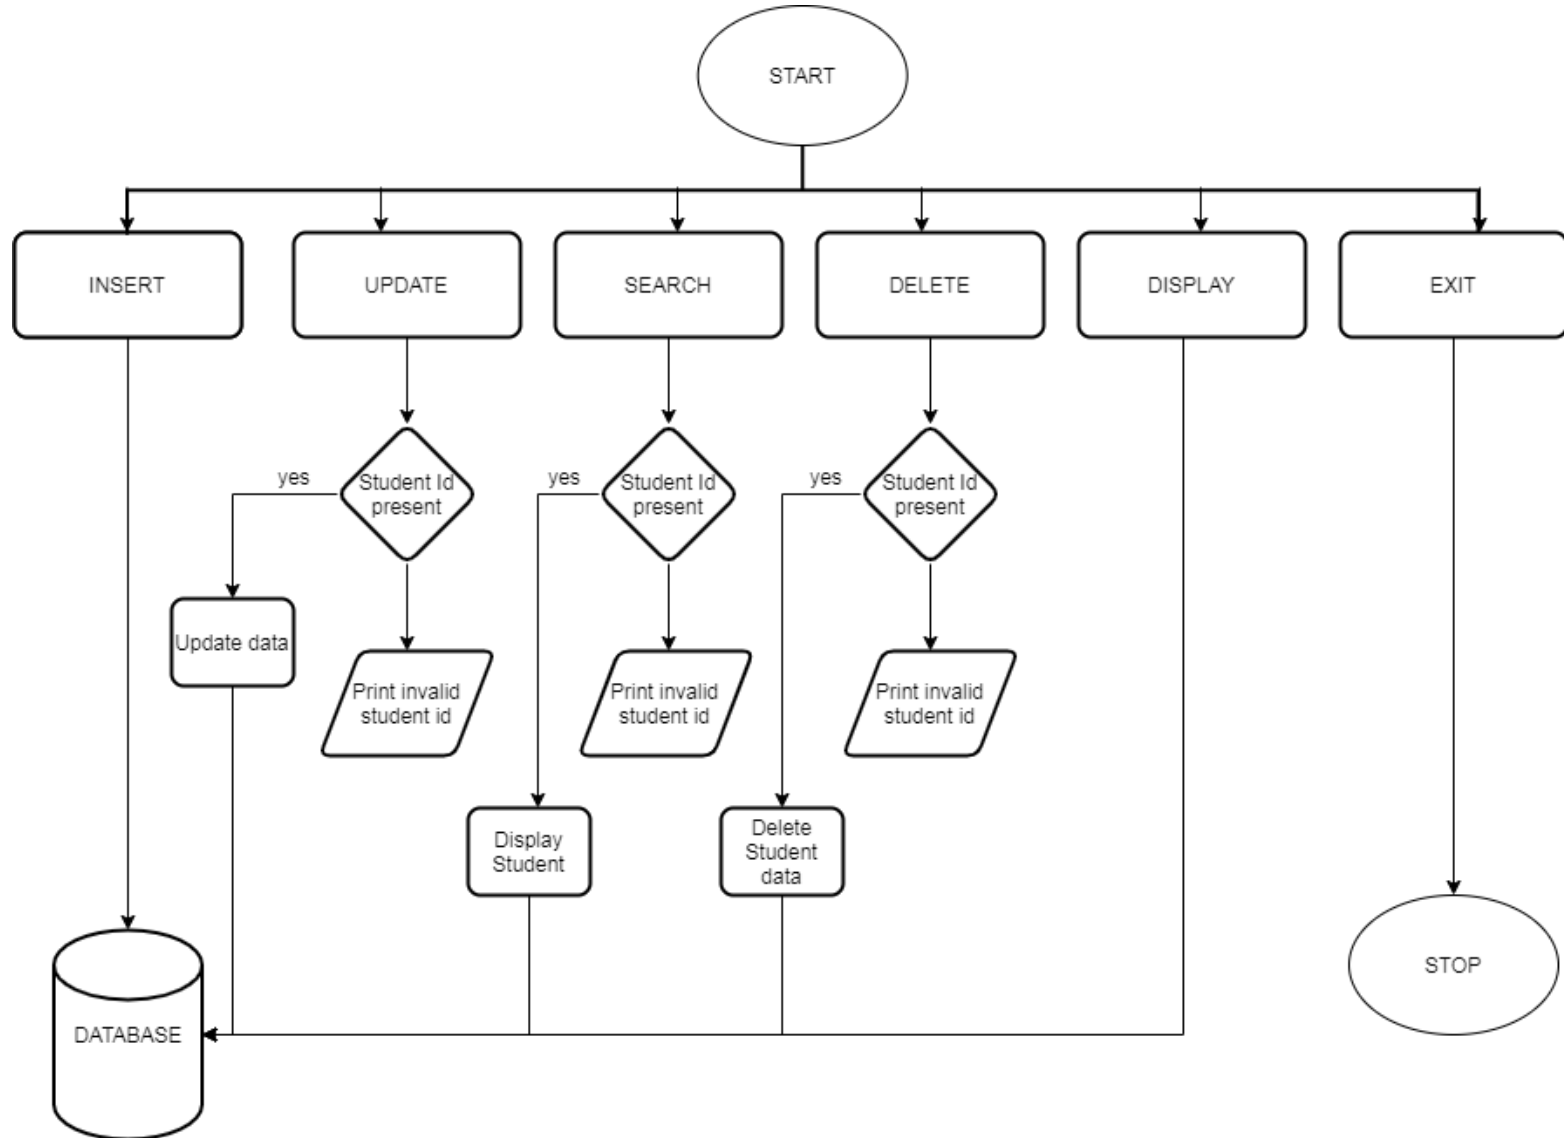 START
INSERT
UPDATE
SEARCH
DELETE
DISPLAY
EXIT
yes
Student Id
present
yes
Student Id
present
yes
Student Id
present
Update data
Print invalid
student id
Print invalid
student id
Print invalid
student id
Display
Student
Delete
Student
data
DATABASE
STOP